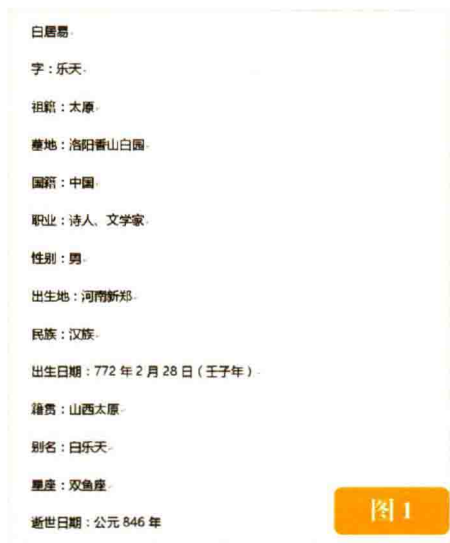 白居易
字：乐天
祖籍：太原
墓地：洛阳香山白园
国籍：中国
职业：诗人、文学家
性别：男
出生地：河南新郑
民族：汉族
出生日期：772 年 2 月 28 日（壬子年）
籍贯：山西太原
别名：白乐天
星座：双鱼座
逝世日期：公元 846 年
图 1